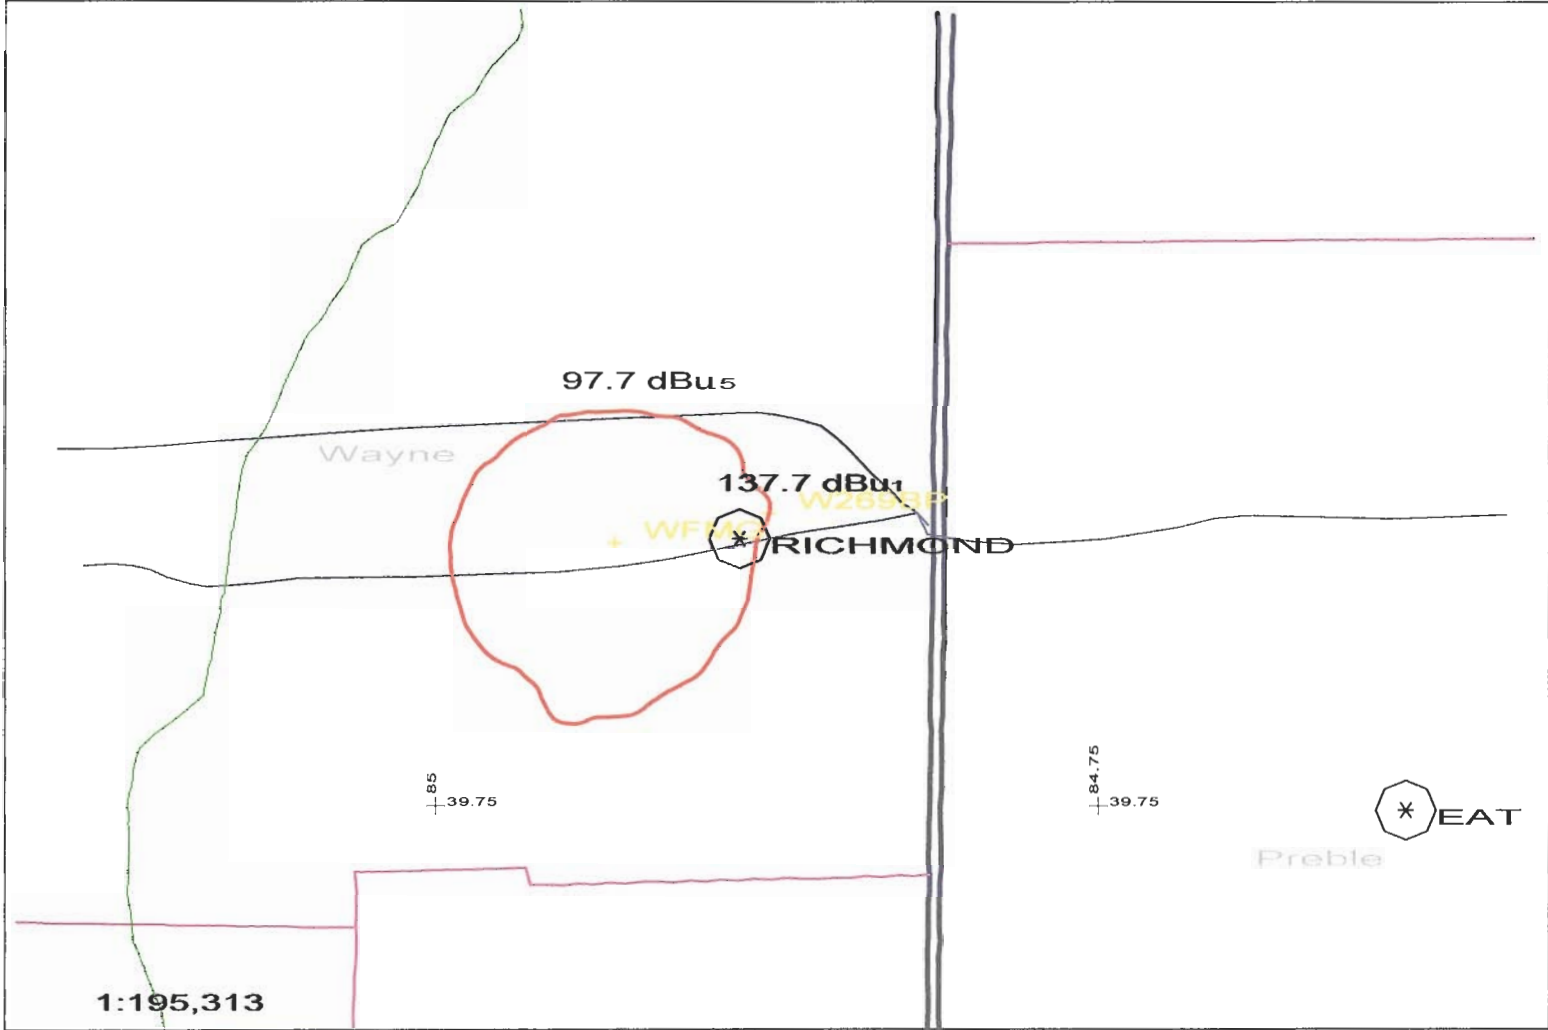 97.7 dBu5
Wayne
137.7 dBu1
W269BP
WFMG
RICHMOND
85
39.75
84.75
39.75
EAT
Preble
1:195,313